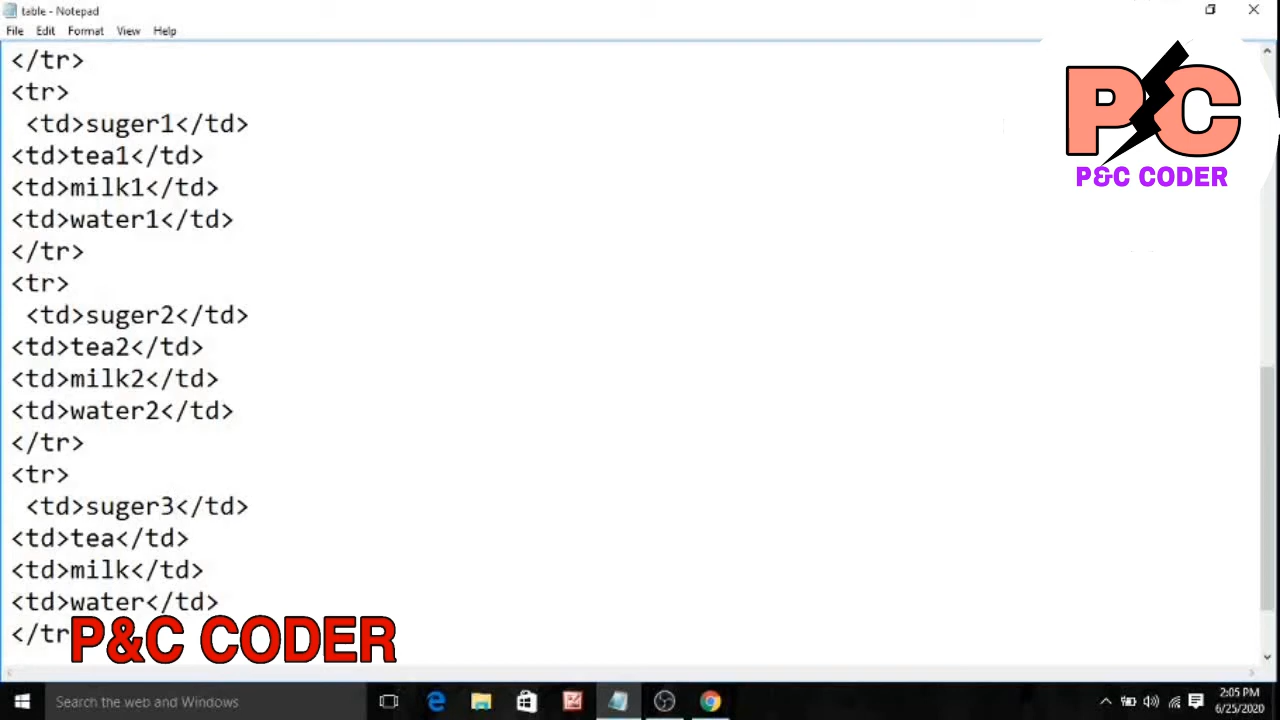 table - Notepad
File Edit Format View Help
</tr>
<tr>
<td>suger1</td>
<td>tea1</td>
<td>milk1</td>
<td>water1</td>
</tr>
<tr>
<td>suger2</td>
<td>tea2</td>
<td>milk2</td>
<td>water2</td>
</tr>
<tr>
<td>suger3</td>
<td>tea</td>
<td>milk</td>
<td>water</td>
</tr
P C
P&C CODER
P&C CODER
Search the web and Windows
2:05 PM
6/25/2020